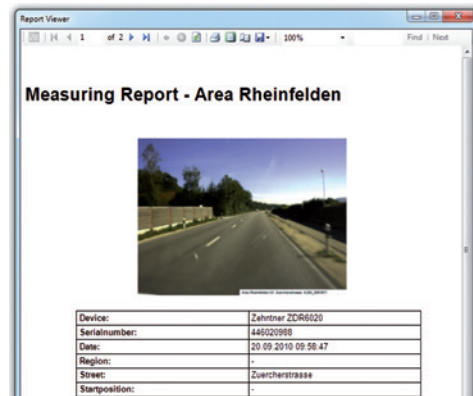 Report Viewer
1 of 2 100% Find | Next
Measuring Report - Area Rheinfelden
Device: Zehntner ZDR6020
Serialnumber: 446020988
Date: 20.09.2010 09:58:47
Region: -
Street: Zuercherstrasse
Startposition: -